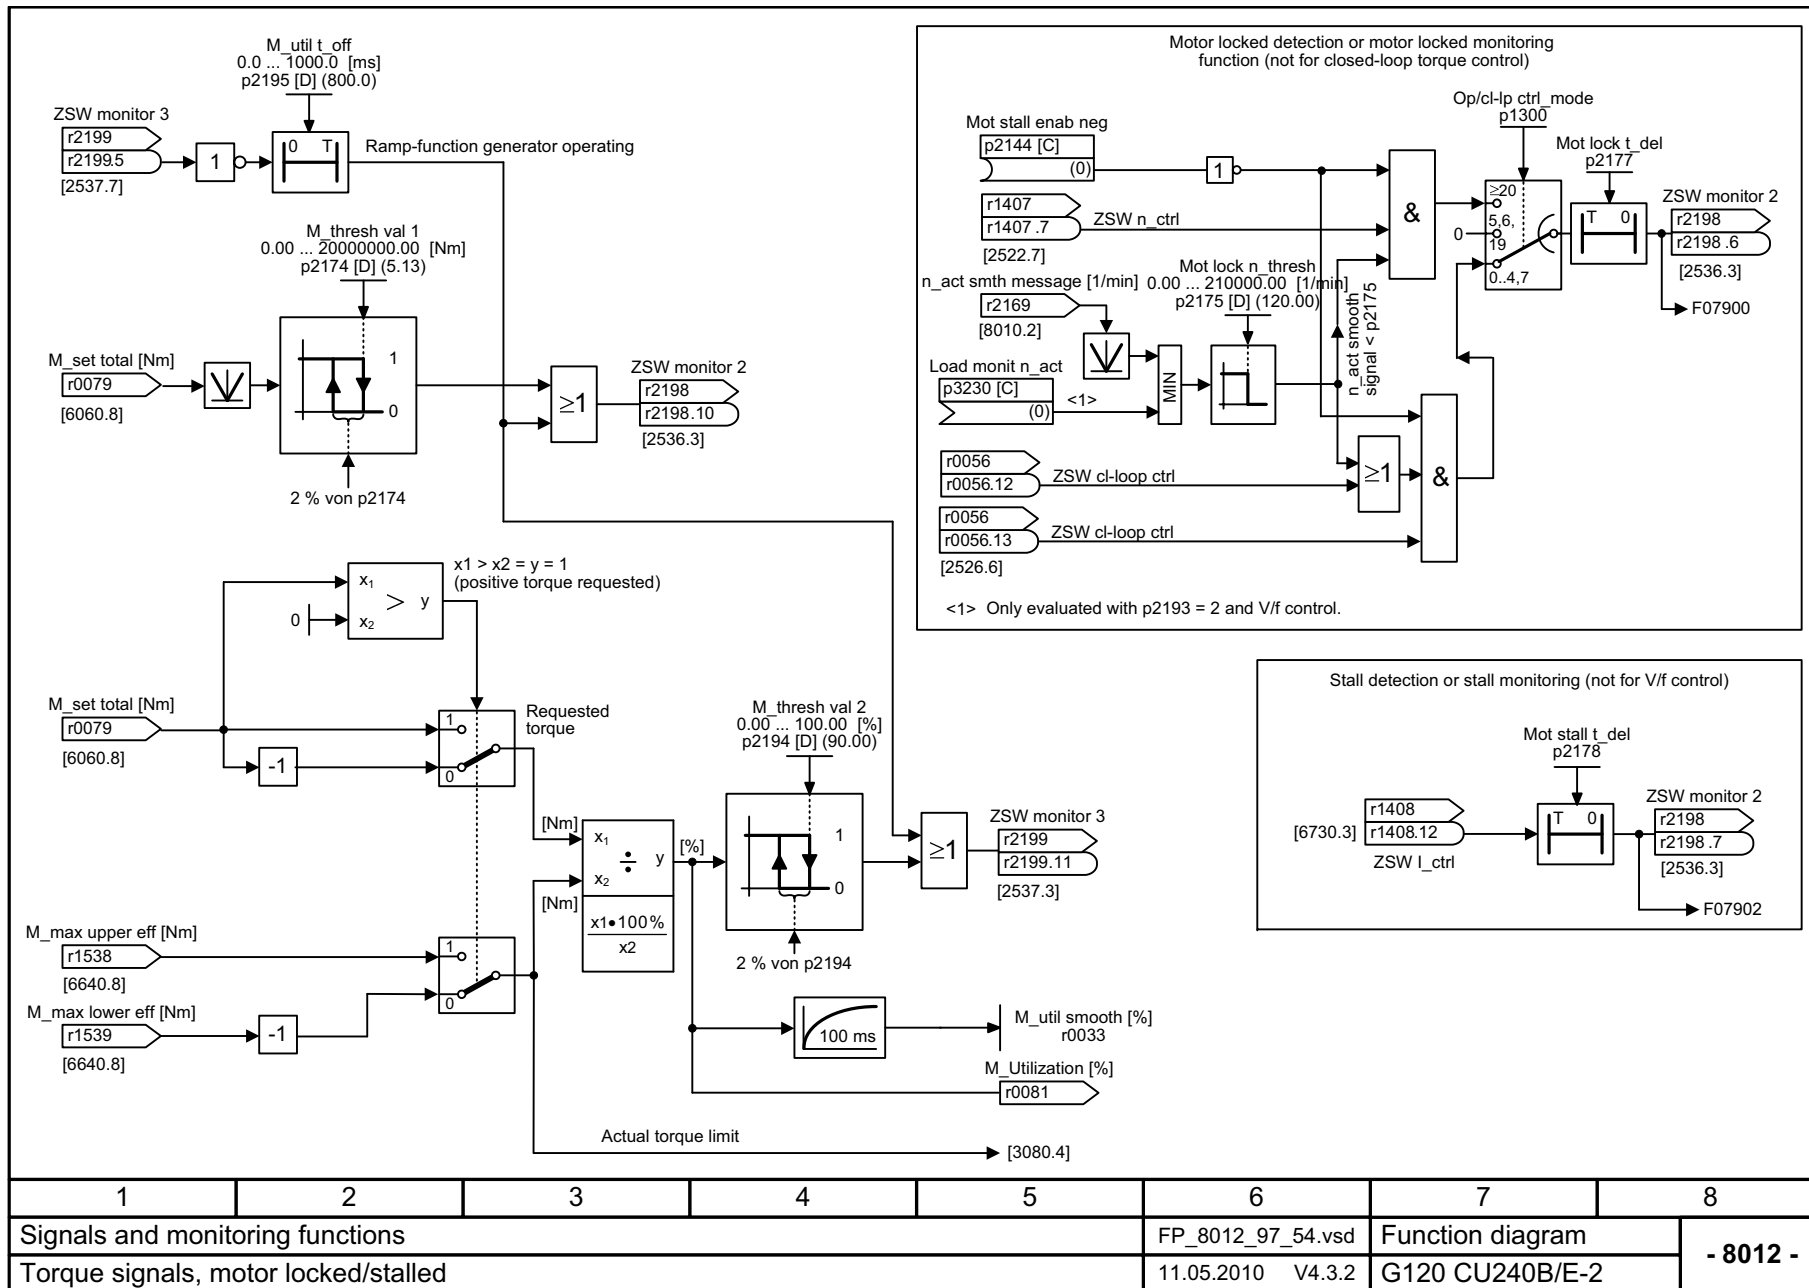 M_util t_off
0.0 ... 1000.0 [ms]
p2195 [D] (800.0)
ZSW monitor 3
r2199
r2199.5
[2537.7]
1
0 T
Ramp-function generator operating
M_thresh val 1
0.00 ... 20000000.00 [Nm]
p2174 [D] (5.13)
M_set total [Nm]
r0079
[6060.8]
1
0
2 % von p2174
≥1
ZSW monitor 2
r2198
r2198.10
[2536.3]
x1 > x2 = y = 1
(positive torque requested)
x1
> y
x2
0
M_set total [Nm]
r0079
[6060.8]
-1
1
0
Requested
torque
M_thresh val 2
0.00 ... 100.00 [%]
p2194 [D] (90.00)
[Nm]
x1
÷ y
x2
[Nm]
x1•100%
x2
[%]
1
0
2 % von p2194
≥1
ZSW monitor 3
r2199
r2199.11
[2537.3]
M_max upper eff [Nm]
r1538
[6640.8]
M_max lower eff [Nm]
r1539
[6640.8]
-1
1
0
100 ms
M_util smooth [%]
r0033
M_Utilization [%]
r0081
Actual torque limit
[3080.4]
Motor locked detection or motor locked monitoring
function (not for closed-loop torque control)
Mot stall enab neg
p2144 [C]
(0)
1
r1407
r1407 .7
ZSW n_ctrl
[2522.7]
&
Op/cl-lp ctrl_mode
p1300
≥20
5,6,
0
19
0..4,7
Mot lock t_del
p2177
T 0
ZSW monitor 2
r2198
r2198 .6
[2536.3]
F07900
n_act smth message [1/min]
r2169
[8010.2]
Mot lock n_thresh
0.00 ... 210000.00 [1/min]
p2175 [D] (120.00)
n_act smooth
signal < p2175
Load monit n_act
p3230 [C]
(0)
<1>
MIN
r0056
r0056.12
ZSW cl-loop ctrl
≥1
&
r0056
r0056.13
ZSW cl-loop ctrl
[2526.6]
<1> Only evaluated with p2193 = 2 and V/f control.
Stall detection or stall monitoring (not for V/f control)
Mot stall t_del
p2178
[6730.3]
r1408
r1408.12
ZSW I_ctrl
T 0
ZSW monitor 2
r2198
r2198 .7
[2536.3]
F07902
1 2 3 4 5 6 7 8
Signals and monitoring functions
FP_8012_97_54.vsd
Function diagram
- 8012 -
Torque signals, motor locked/stalled
11.05.2010 V4.3.2
G120 CU240B/E-2